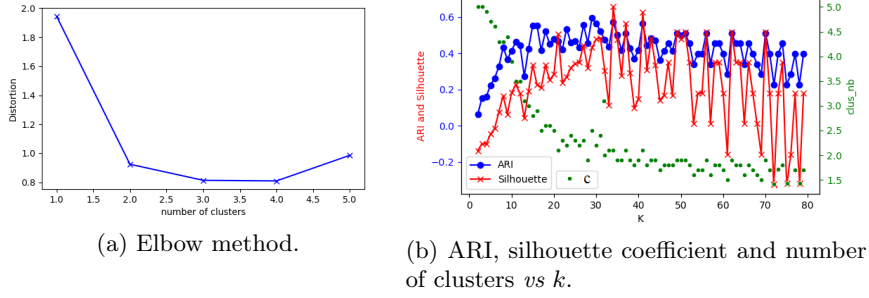 2.0
1.8
1.6
1.4
1.2
1.0
0.8
Distortion
1.0 1.5 2.0 2.5 3.0 3.5 4.0 4.5 5.0
number of clusters
(a) Elbow method.
0.6
0.4
0.2
0.0
−0.2
ARI and Silhouette
5.0
4.5
4.0
3.5
3.0
2.5
2.0
1.5
clus_nb
ARI
Silhouette
c
0 10 20 30 40 50 60 70 80
K
(b) ARI, silhouette coefficient and number
of clusters vs k.